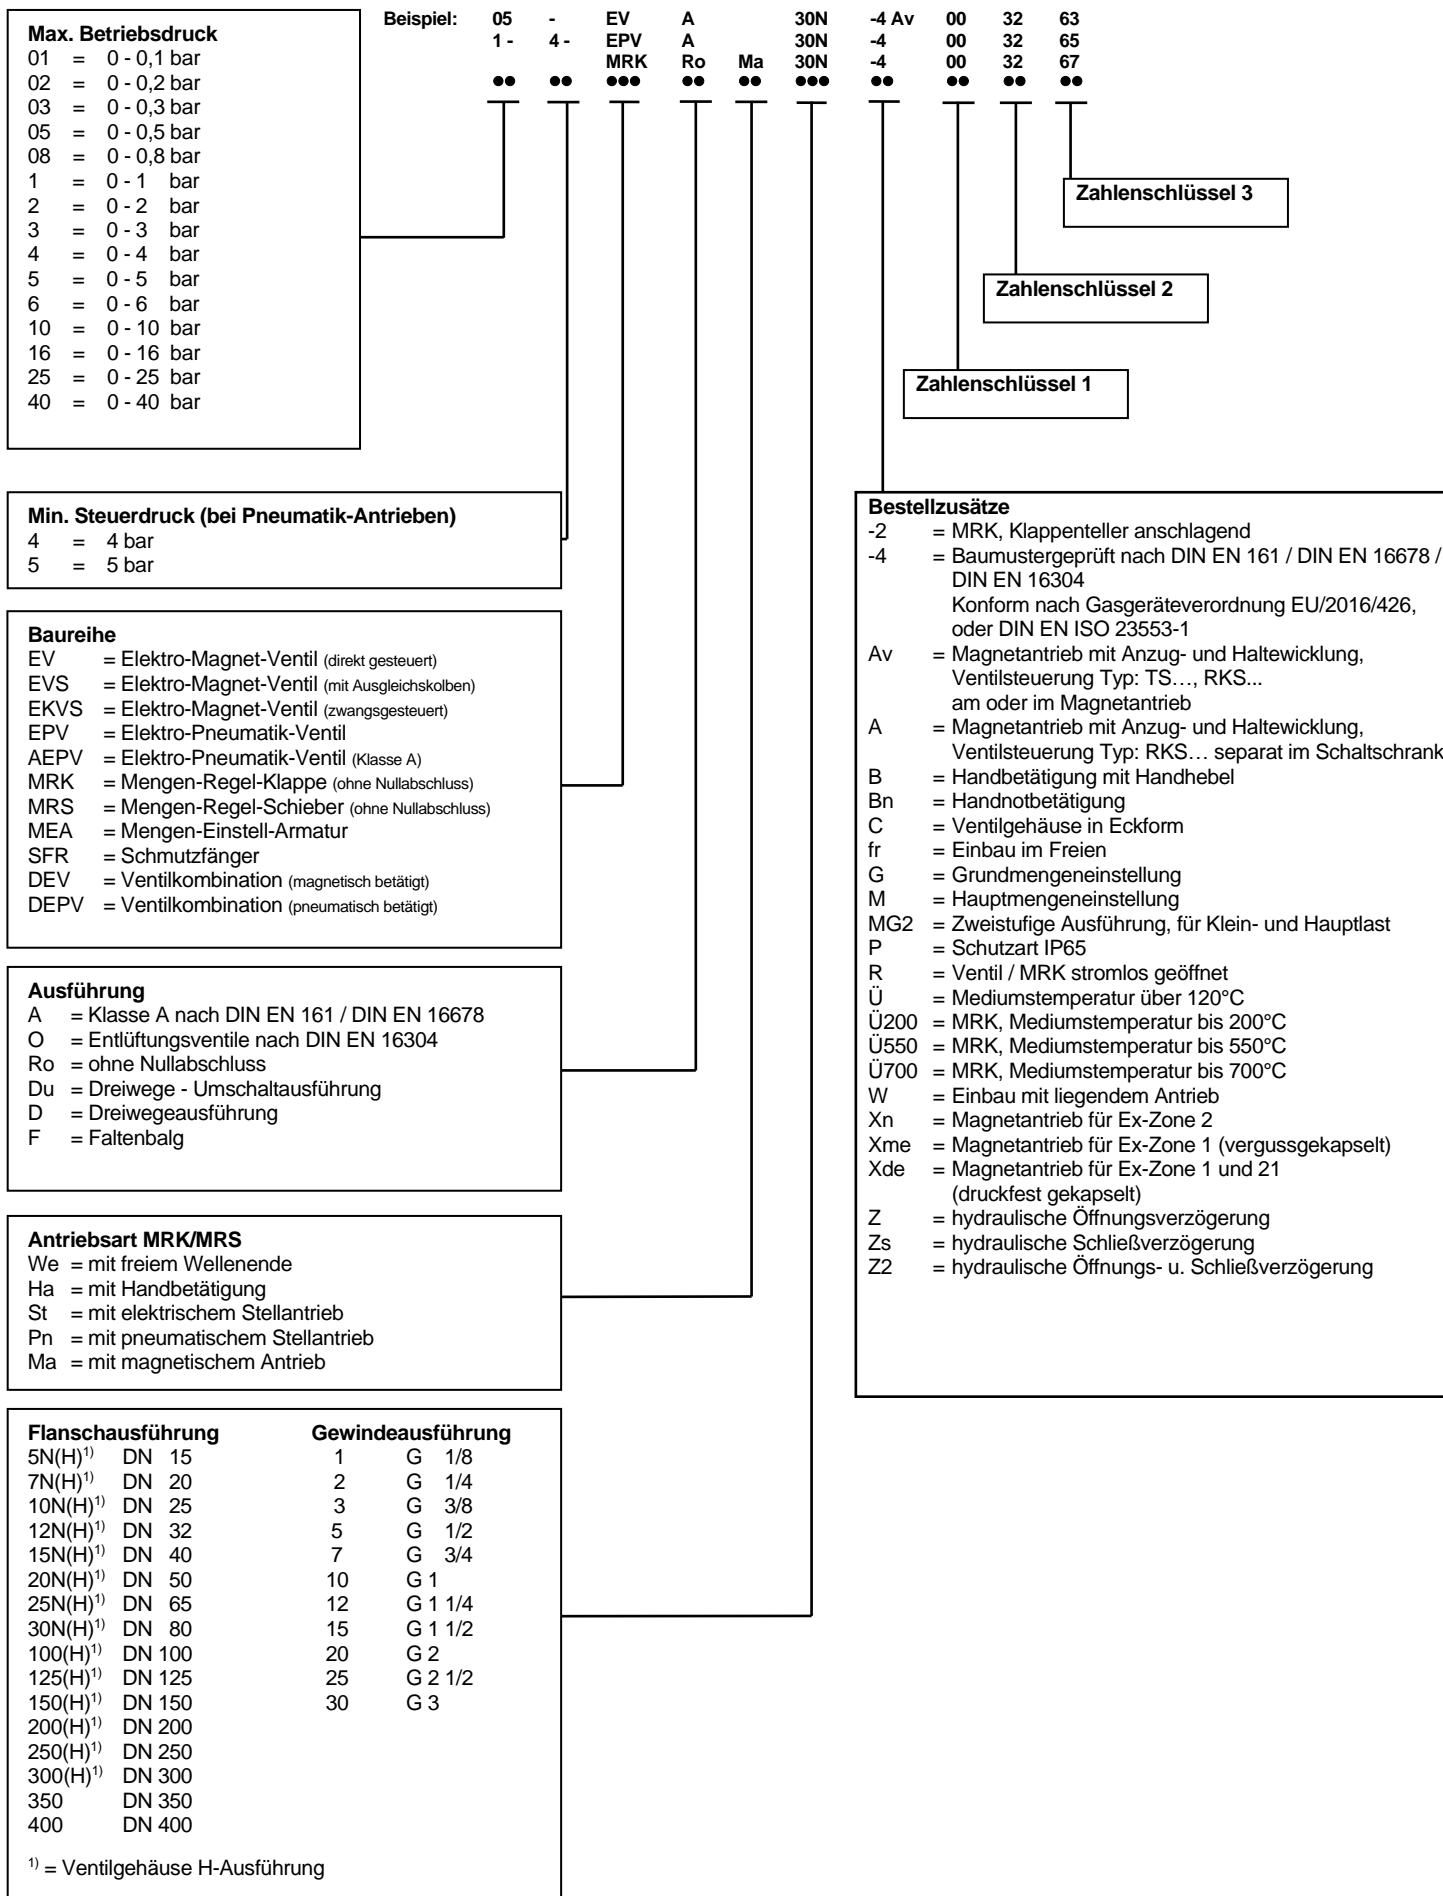 Beispiel: 05 - EV A 30N -4 Av 00 32 63
1 - 4 - EPV A 30N -4 00 32 65
MRK Ro Ma 30N -4 00 32 67
Max. Betriebsdruck
01 = 0 - 0,1 bar
02 = 0 - 0,2 bar
03 = 0 - 0,3 bar
05 = 0 - 0,5 bar
08 = 0 - 0,8 bar
1 = 0 - 1 bar
2 = 0 - 2 bar
3 = 0 - 3 bar
4 = 0 - 4 bar
5 = 0 - 5 bar
6 = 0 - 6 bar
10 = 0 - 10 bar
16 = 0 - 16 bar
25 = 0 - 25 bar
40 = 0 - 40 bar
Zahlenschlüssel 3
Zahlenschlüssel 2
Zahlenschlüssel 1
Min. Steuerdruck (bei Pneumatik-Antrieben)
4 = 4 bar
5 = 5 bar
Baureihe
EV = Elektro-Magnet-Ventil (direkt gesteuert)
EVS = Elektro-Magnet-Ventil (mit Ausgleichskolben)
EKVS = Elektro-Magnet-Ventil (zwangsgesteuert)
EPV = Elektro-Pneumatik-Ventil
AEPV = Elektro-Pneumatik-Ventil (Klasse A)
MRK = Mengen-Regel-Klappe (ohne Nullabschluss)
MRS = Mengen-Regel-Schieber (ohne Nullabschluss)
MEA = Mengen-Einstell-Armatur
SFR = Schmutzfänger
DEV = Ventilkombination (magnetisch betätigt)
DEPV = Ventilkombination (pneumatisch betätigt)
Ausführung
A = Klasse A nach DIN EN 161 / DIN EN 16678
O = Entlüftungsventile nach DIN EN 16304
Ro = ohne Nullabschluss
Du = Dreiwege - Umschaltausführung
D = Dreiwegeausführung
F = Faltenbalg
Antriebsart MRK/MRS
We = mit freiem Wellenende
Ha = mit Handbetätigung
St = mit elektrischem Stellantrieb
Pn = mit pneumatischem Stellantrieb
Ma = mit magnetischem Antrieb
Flanschausführung Gewindeausführung
5N(H)1) DN 15 1 G 1/8
7N(H)1) DN 20 2 G 1/4
10N(H)1) DN 25 3 G 3/8
12N(H)1) DN 32 5 G 1/2
15N(H)1) DN 40 7 G 3/4
20N(H)1) DN 50 10 G 1
25N(H)1) DN 65 12 G 1 1/4
30N(H)1) DN 80 15 G 1 1/2
100(H)1) DN 100 20 G 2
125(H)1) DN 125 25 G 2 1/2
150(H)1) DN 150 30 G 3
200(H)1) DN 200
250(H)1) DN 250
300(H)1) DN 300
350 DN 350
400 DN 400
1) = Ventilgehäuse H-Ausführung
Bestellzusätze
-2 = MRK, Klappenteller anschlagend
-4 = Baumustergeprüft nach DIN EN 161 / DIN EN 16678 /
DIN EN 16304
Konform nach Gasgeräteverordnung EU/2016/426,
oder DIN EN ISO 23553-1
Av = Magnetantrieb mit Anzug- und Haltewicklung,
Ventilsteuerung Typ: TS…, RKS...
am oder im Magnetantrieb
A = Magnetantrieb mit Anzug- und Haltewicklung,
Ventilsteuerung Typ: RKS… separat im Schaltschrank
B = Handbetätigung mit Handhebel
Bn = Handnotbetätigung
C = Ventilgehäuse in Eckform
fr = Einbau im Freien
G = Grundmengeneinstellung
M = Hauptmengeneinstellung
MG2 = Zweistufige Ausführung, für Klein- und Hauptlast
P = Schutzart IP65
R = Ventil / MRK stromlos geöffnet
Ü = Mediumstemperatur über 120°C
Ü200 = MRK, Mediumstemperatur bis 200°C
Ü550 = MRK, Mediumstemperatur bis 550°C
Ü700 = MRK, Mediumstemperatur bis 700°C
W = Einbau mit liegendem Antrieb
Xn = Magnetantrieb für Ex-Zone 2
Xme = Magnetantrieb für Ex-Zone 1 (vergussgekapselt)
Xde = Magnetantrieb für Ex-Zone 1 und 21
(druckfest gekapselt)
Z = hydraulische Öffnungsverzögerung
Zs = hydraulische Schließverzögerung
Z2 = hydraulische Öffnungs- u. Schließverzögerung